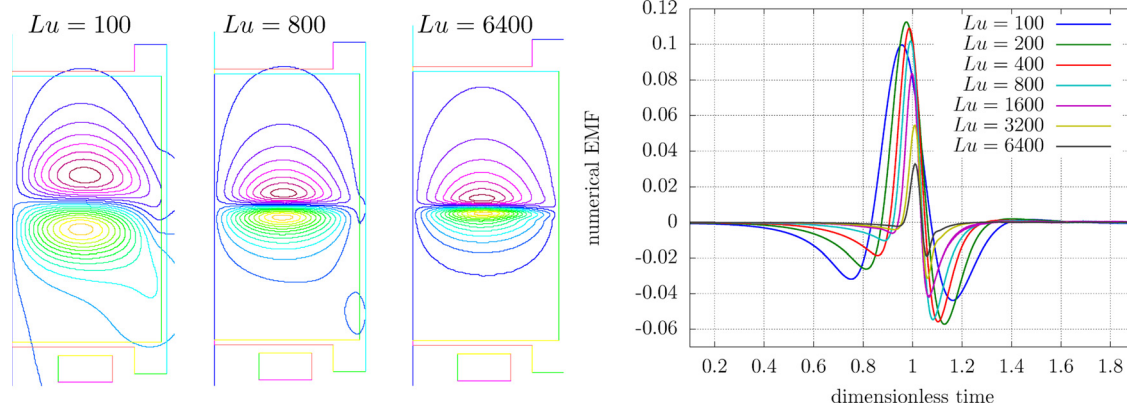 Lu = 100
Lu = 800
Lu = 6400
numerical EMF
0.12
0.1
0.08
0.06
0.04
0.02
0
-0.02
-0.04
-0.06
Lu = 100
Lu = 200
Lu = 400
Lu = 800
Lu = 1600
Lu = 3200
Lu = 6400
0.2 0.4 0.6 0.8 1 1.2 1.4 1.6 1.8
dimensionless time